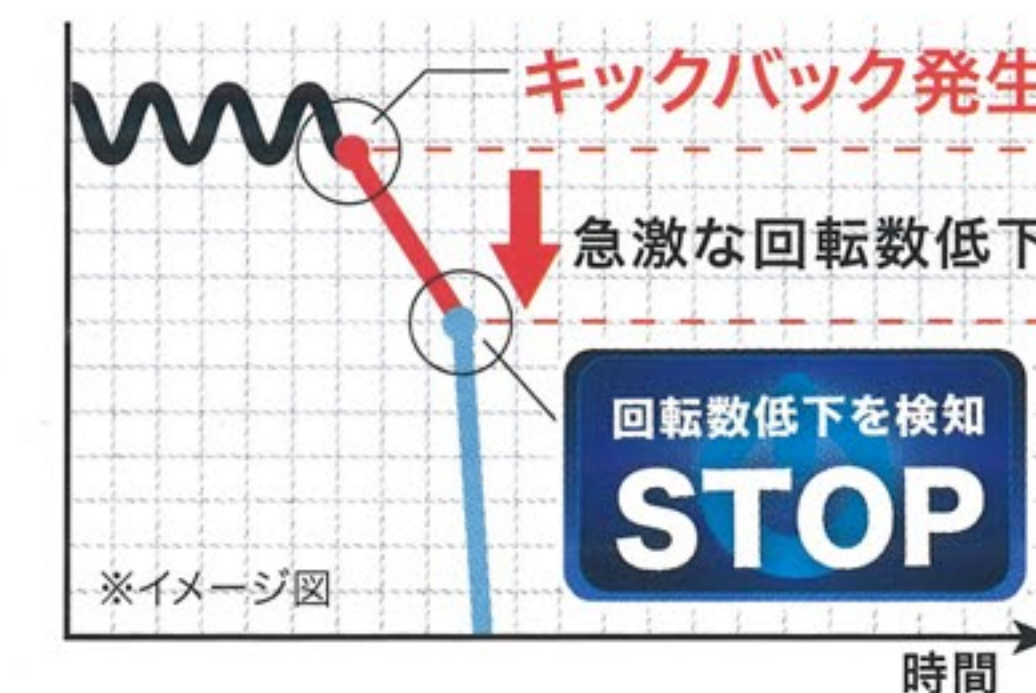 キックバック発生
急激な回転数低下
回転数低下を検知
STOP
※イメージ図
時間